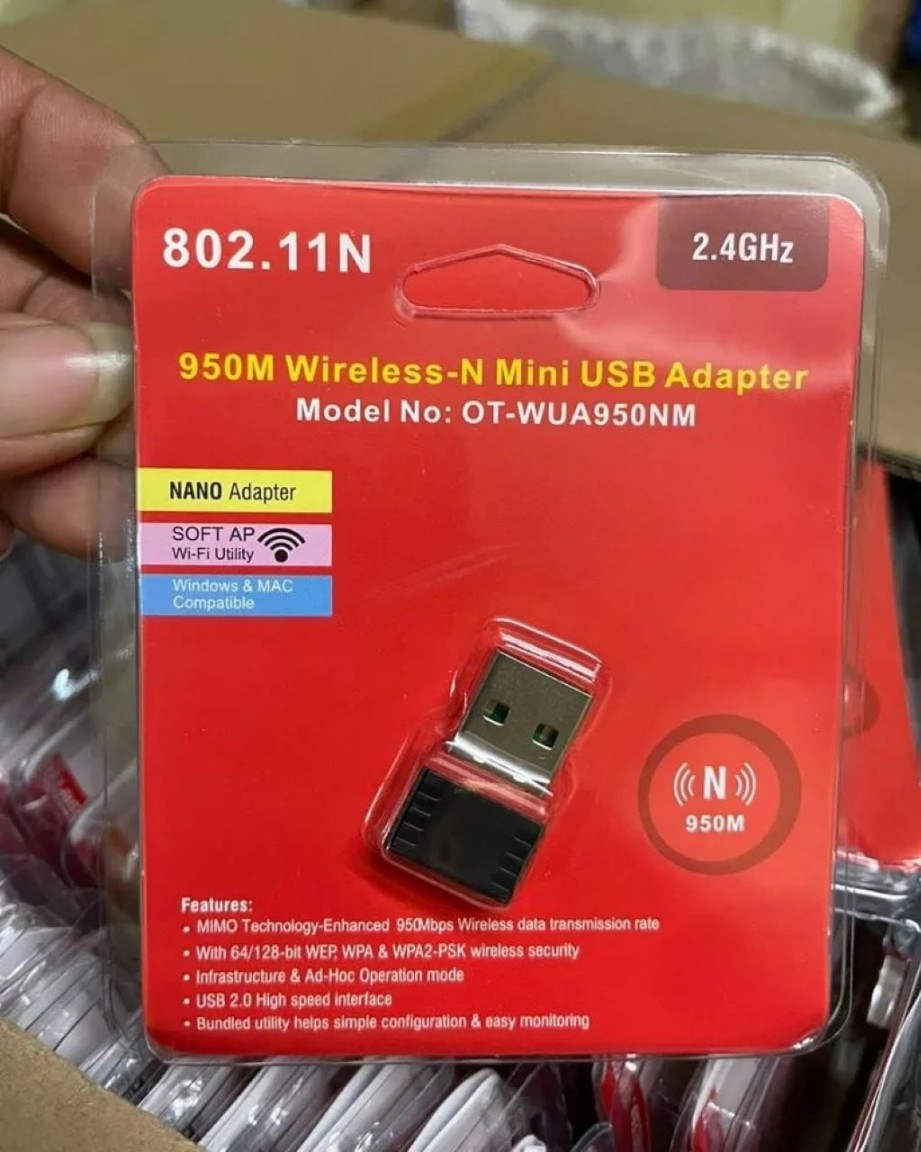 802.11N
2.4GHz
950M Wireless-N Mini USB Adapter
Model No: OT-WUA950NM
NANO Adapter
SOFT AP
Wi-Fi Utility
Windows & MAC
Compatible
N
950M
Features:
• MIMO Technology-Enhanced 950Mbps Wireless data transmission rate
• With 64/128-bit WEP, WPA & WPA2-PSK wireless security
• Infrastructure & Ad-Hoc Operation mode
• USB 2.0 High speed interface
• Bundled utility helps simple configuration & easy monitoring